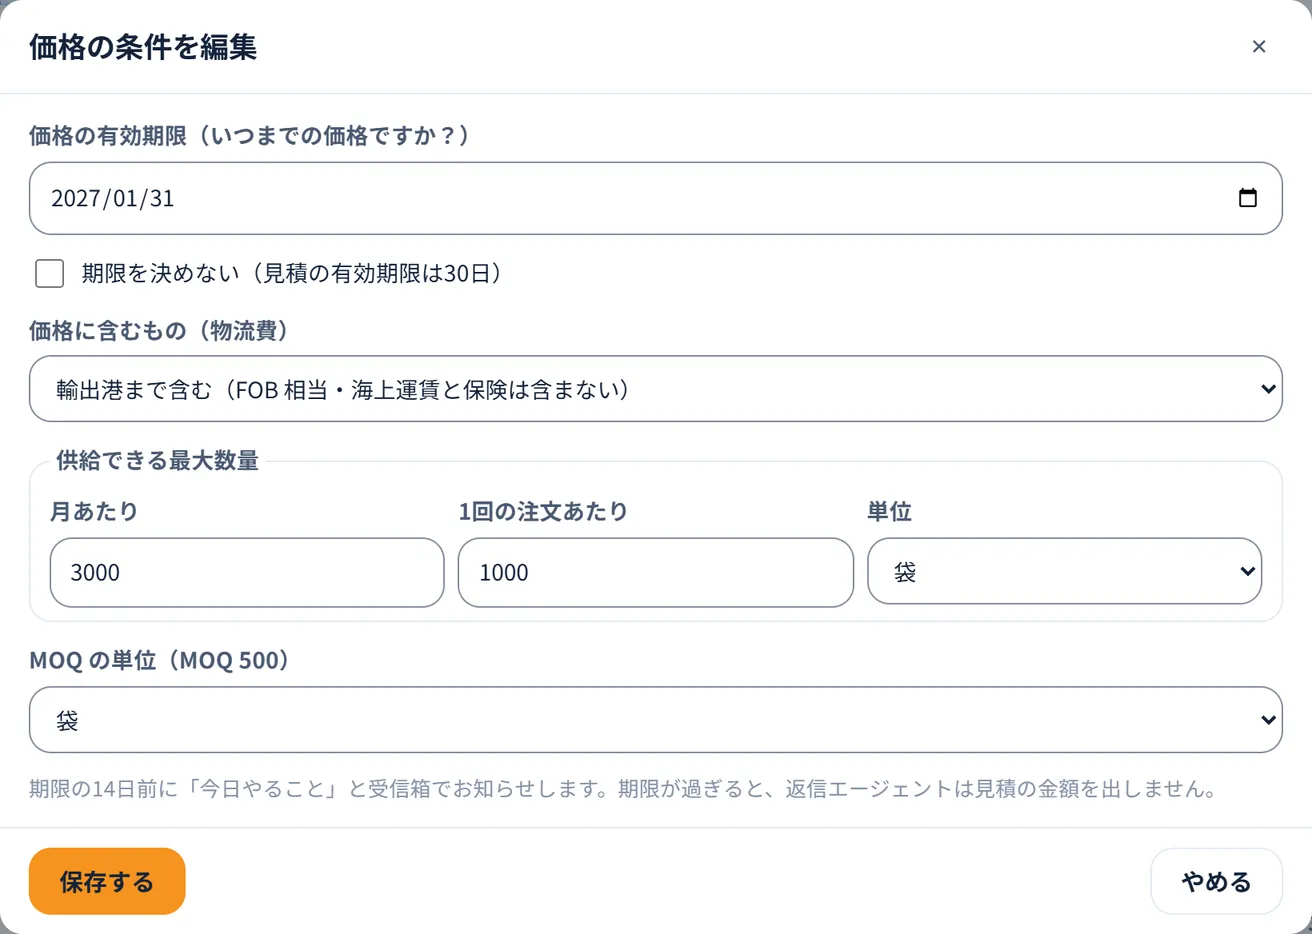 価格の条件を編集
×
価格の有効期限（いつまでの価格ですか？）
2027/01/31
期限を決めない（見積の有効期限は30日）
価格に含むもの（物流費）
輸出港まで含む（FOB 相当・海上運賃と保険は含まない）
供給できる最大数量
月あたり
1回の注文あたり
単位
3000
1000
袋
MOQ の単位（MOQ 500）
袋
期限の14日前に「今日やること」と受信箱でお知らせします。期限が過ぎると、返信エージェントは見積の金額を出しません。
保存する
やめる